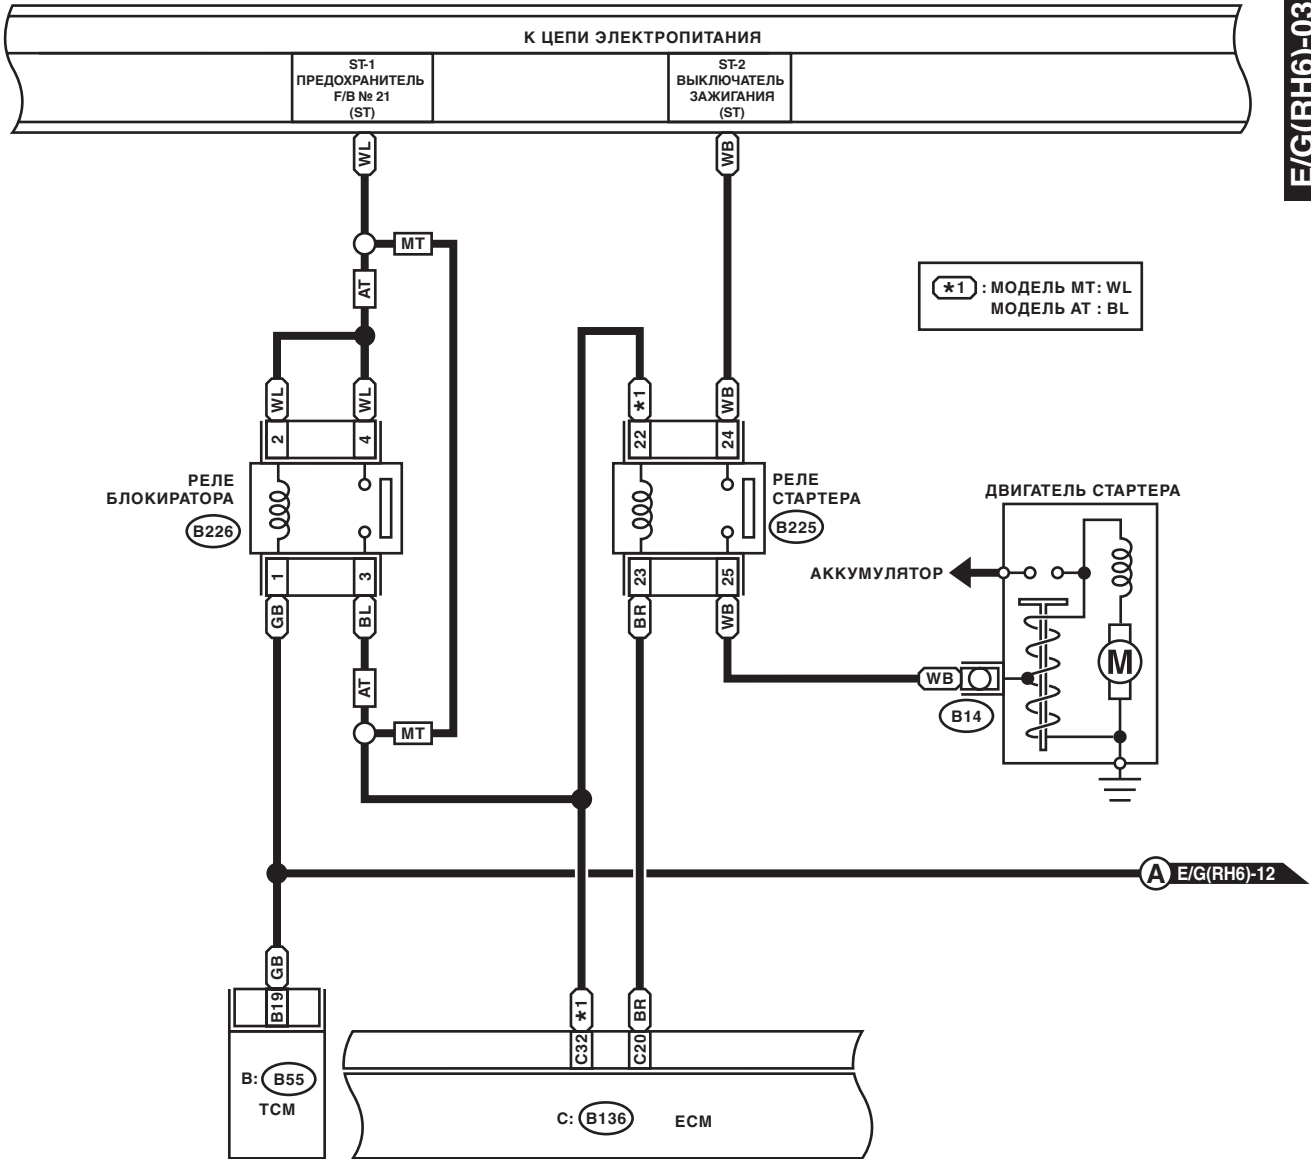 E/G(RH6)-03
К ЦЕПИ ЭЛЕКТРОПИТАНИЯ
ST-1
ПРЕДОХРАНИТЕЛЬ
F/B № 21
(ST)
ST-2
ВЫКЛЮЧАТЕЛЬ
ЗАЖИГАНИЯ
(ST)
WL
WB
MT
AT
*1 : МОДЕЛЬ МТ: WL
МОДЕЛЬ АТ : BL
WL
WL
*1
WB
2
4
22
24
РЕЛЕ
БЛОКИРАТОРА
B226
РЕЛЕ
СТАРТЕРА
B225
ДВИГАТЕЛЬ СТАРТЕРА
АККУМУЛЯТОР
M
1
3
23
25
GB
BL
BR
WB
AT
MT
WB
B14
A E/G(RH6)-12
GB
B19
*1
BR
C32
C20
B: B55
TCM
C: B136 ECM